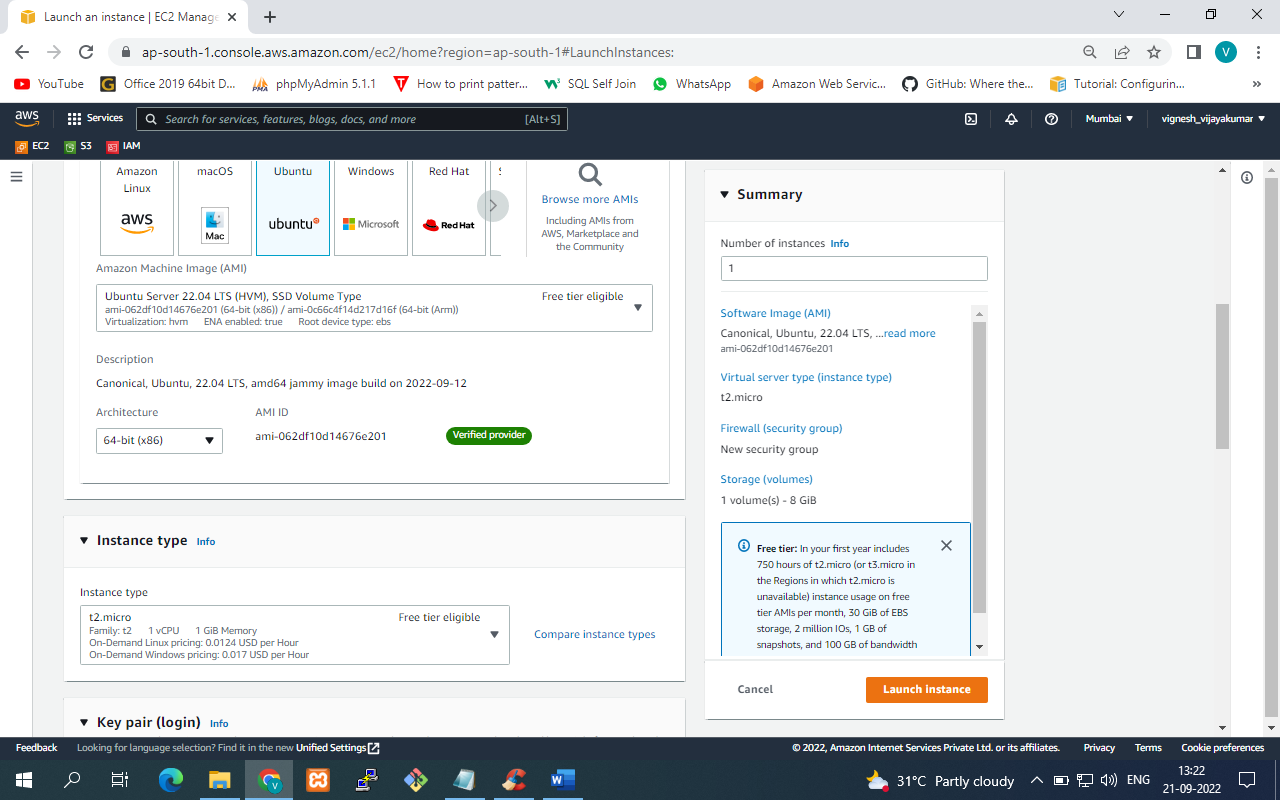 Launch an instance | EC2 Manage
ap-south-1.console.aws.amazon.com/ec2/home?region=ap-south-1#LaunchInstances:
V
YouTube
Office 2019 64bit D...
phpMyAdmin 5.1.1
How to print patter...
SQL Self Join
WhatsApp
Amazon Web Servic...
GitHub: Where the...
Tutorial: Configurin...
»
aws
Services
Search for services, features, blogs, docs, and more
[Alt+S]
Mumbai
vignesh_vijayakumar
EC2
S3
IAM
Amazon
Linux
aws
macOS
Mac
Ubuntu
ubuntu
Windows
Microsoft
Red Hat
Red Hat
Browse more AMIs
Including AMIs from
AWS, Marketplace and
the Community
Amazon Machine Image (AMI)
Ubuntu Server 22.04 LTS (HVM), SSD Volume Type
Free tier eligible
ami-062df10d14676e201 (64-bit (x86)) / ami-0c66c4f14d217d16f (64-bit (Arm))
Virtualization: hvm ENA enabled: true Root device type: ebs
Description
Canonical, Ubuntu, 22.04 LTS, amd64 jammy image build on 2022-09-12
Architecture
AMI ID
64-bit (x86)
ami-062df10d14676e201
Verified provider
Instance type Info
Instance type
t2.micro
Free tier eligible
Family: t2 1 vCPU 1 GiB Memory
On-Demand Linux pricing: 0.0124 USD per Hour
On-Demand Windows pricing: 0.017 USD per Hour
Compare instance types
Key pair (login) Info
Summary
Number of instances Info
1
Software Image (AMI)
Canonical, Ubuntu, 22.04 LTS, ...read more
ami-062df10d14676e201
Virtual server type (instance type)
t2.micro
Firewall (security group)
New security group
Storage (volumes)
1 volume(s) - 8 GiB
Free tier: In your first year includes
750 hours of t2.micro (or t3.micro in
the Regions in which t2.micro is
unavailable) instance usage on free
tier AMIs per month, 30 GiB of EBS
storage, 2 million IOs, 1 GB of
snapshots, and 100 GB of bandwidth
Cancel
Launch instance
Feedback
Looking for language selection? Find it in the new Unified Settings
© 2022, Amazon Internet Services Private Ltd. or its affiliates.
Privacy
Terms
Cookie preferences
31°C Partly cloudy
ENG
13:22
21-09-2022